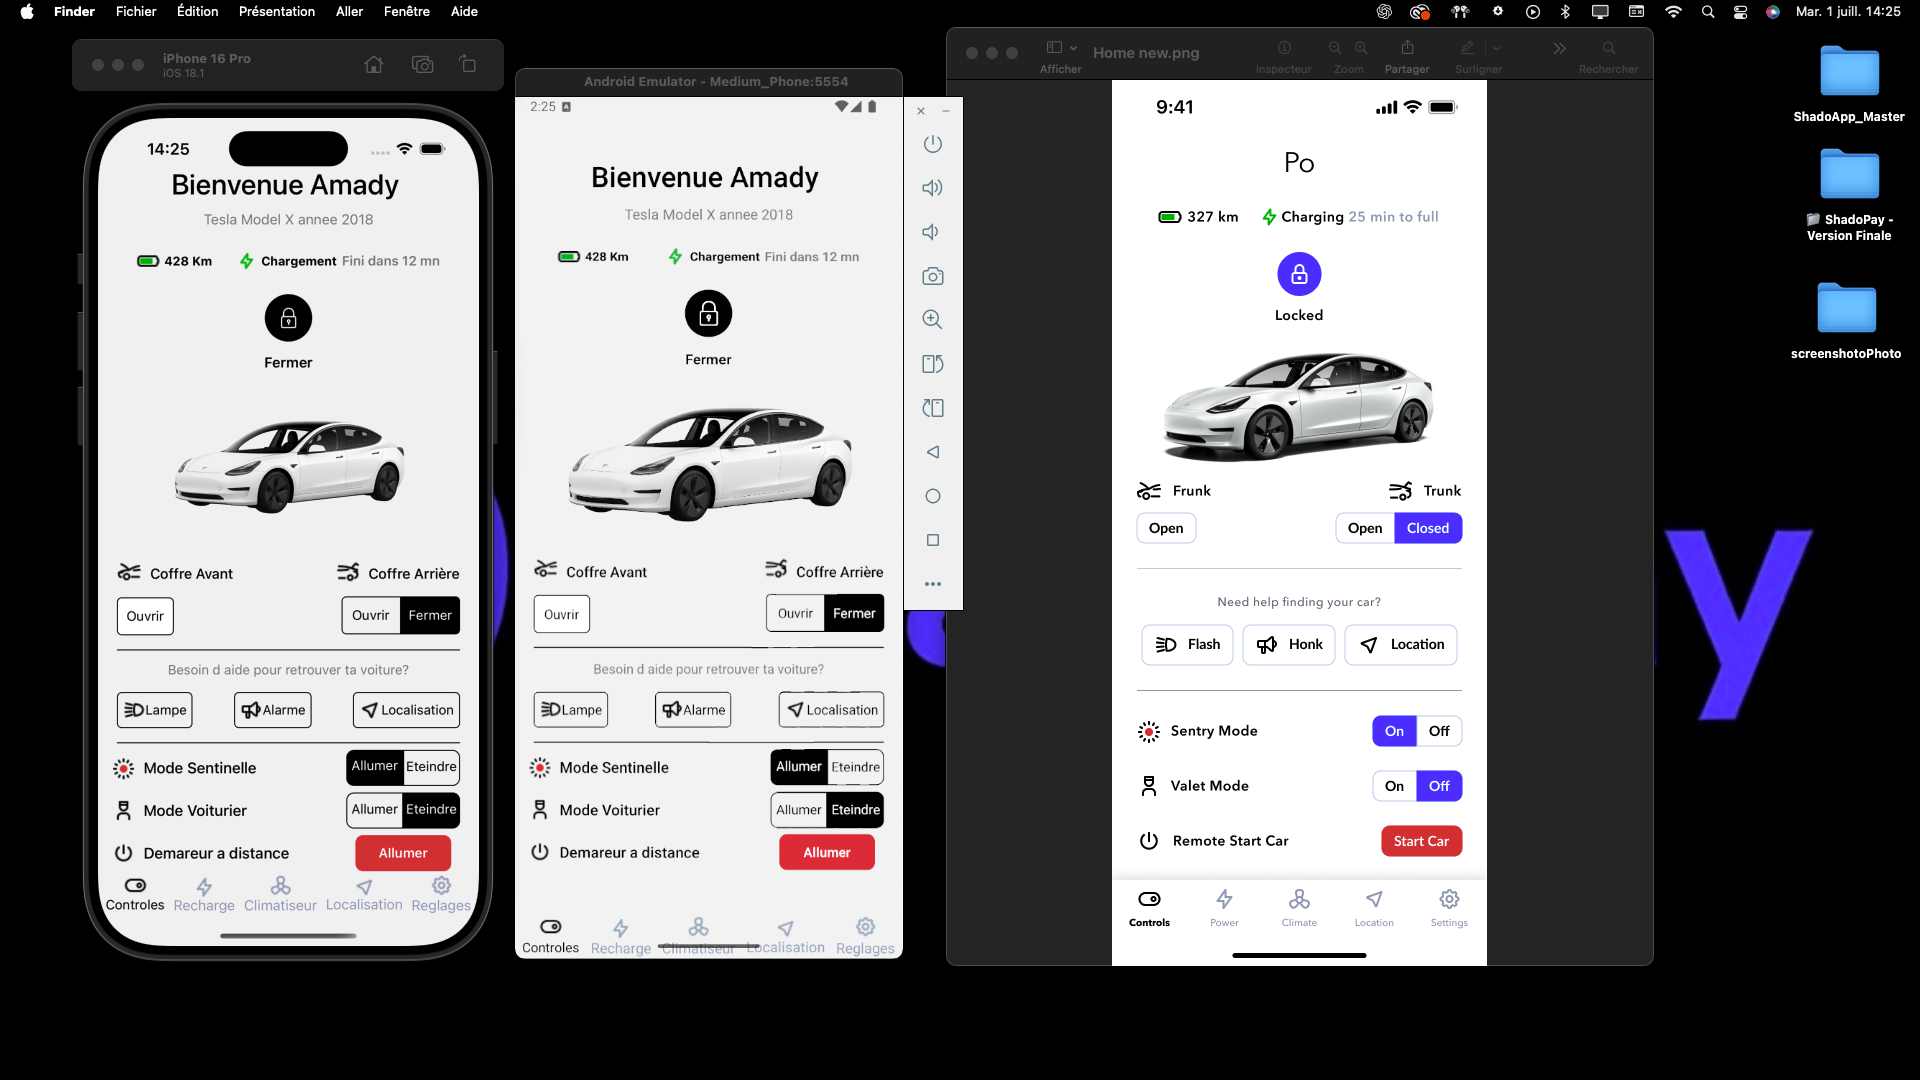 Finder Fichier Édition Présentation Aller Fenêtre Aide
Mar. 1 juill. 14:25
iPhone 16 Pro
iOS 18.1
14:25
Bienvenue Amady
Tesla Model X annee 2018
428 Km Chargement Fini dans 12 mn
Fermer
Coffre Avant Coffre Arrière
Ouvrir Ouvrir Fermer
Besoin d aide pour retrouver ta voiture?
Lampe Alarme Localisation
Mode Sentinelle Allumer Eteindre
Mode Voiturier Allumer Eteindre
Demareur a distance Allumer
Controles Recharge Climatiseur Localisation Reglages
Android Emulator - Medium_Phone:5554
2:25
Bienvenue Amady
Tesla Model X annee 2018
428 Km Chargement Fini dans 12 mn
Fermer
Coffre Avant Coffre Arrière
Ouvrir Ouvrir Fermer
Besoin d aide pour retrouver ta voiture?
Lampe Alarme Localisation
Mode Sentinelle Allumer Eteindre
Mode Voiturier Allumer Eteindre
Demareur a distance Allumer
Controles Recharge Climatiseur Localisation Reglages
Home new.png
Afficher Inspecteur Zoom Partager Surligner Rechercher
9:41
Po
327 km Charging 25 min to full
Locked
Frunk Trunk
Open Open Closed
Need help finding your car?
Flash Honk Location
Sentry Mode On Off
Valet Mode On Off
Remote Start Car Start Car
Controls Power Climate Location Settings
ShadoApp_Master
ShadoPay -
Version Finale
screenshotoPhoto
y